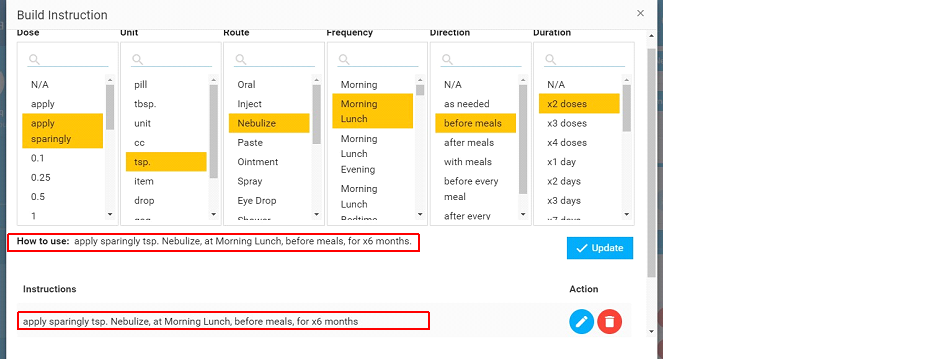 Build Instruction
×
Dose
Unit
Route
Frequency
Direction
Duration
N/A
apply
apply
sparingly
0.1
0.25
0.5
1
pill
tbsp.
unit
cc
tsp.
item
drop
Oral
Inject
Nebulize
Paste
Ointment
Spray
Eye Drop
Shower
Morning
Morning
Lunch
Morning
Lunch
Evening
Morning
Lunch
Bedtime
N/A
as needed
before meals
after meals
with meals
before every
meal
after every
N/A
x2 doses
x3 doses
x4 doses
x1 day
x2 days
x3 days
x7 days
How to use: apply sparingly tsp. Nebulize, at Morning Lunch, before meals, for x6 months.
Update
Instructions
Action
apply sparingly tsp. Nebulize, at Morning Lunch, before meals, for x6 months